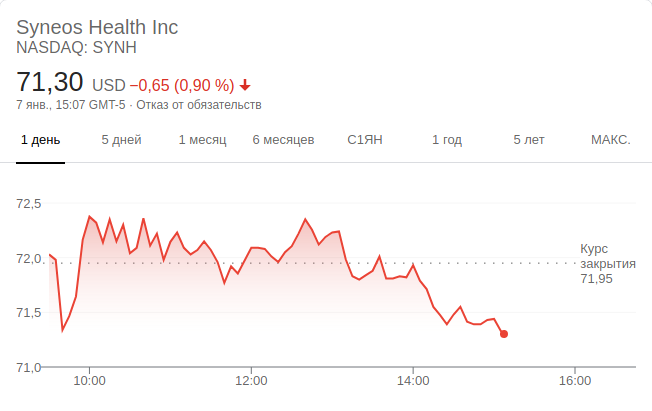 Syneos Health Inc
NASDAQ: SYNH
71,30 USD −0,65 (0,90 %)
7 янв., 15:07 GMT-5 · Отказ от обязательств
1 день 5 дней 1 месяц 6 месяцев С1ЯН 1 год 5 лет МАКС.
72,5
72,0
71,5
71,0
Курс
закрытия
71,95
10:00 12:00 14:00 16:00